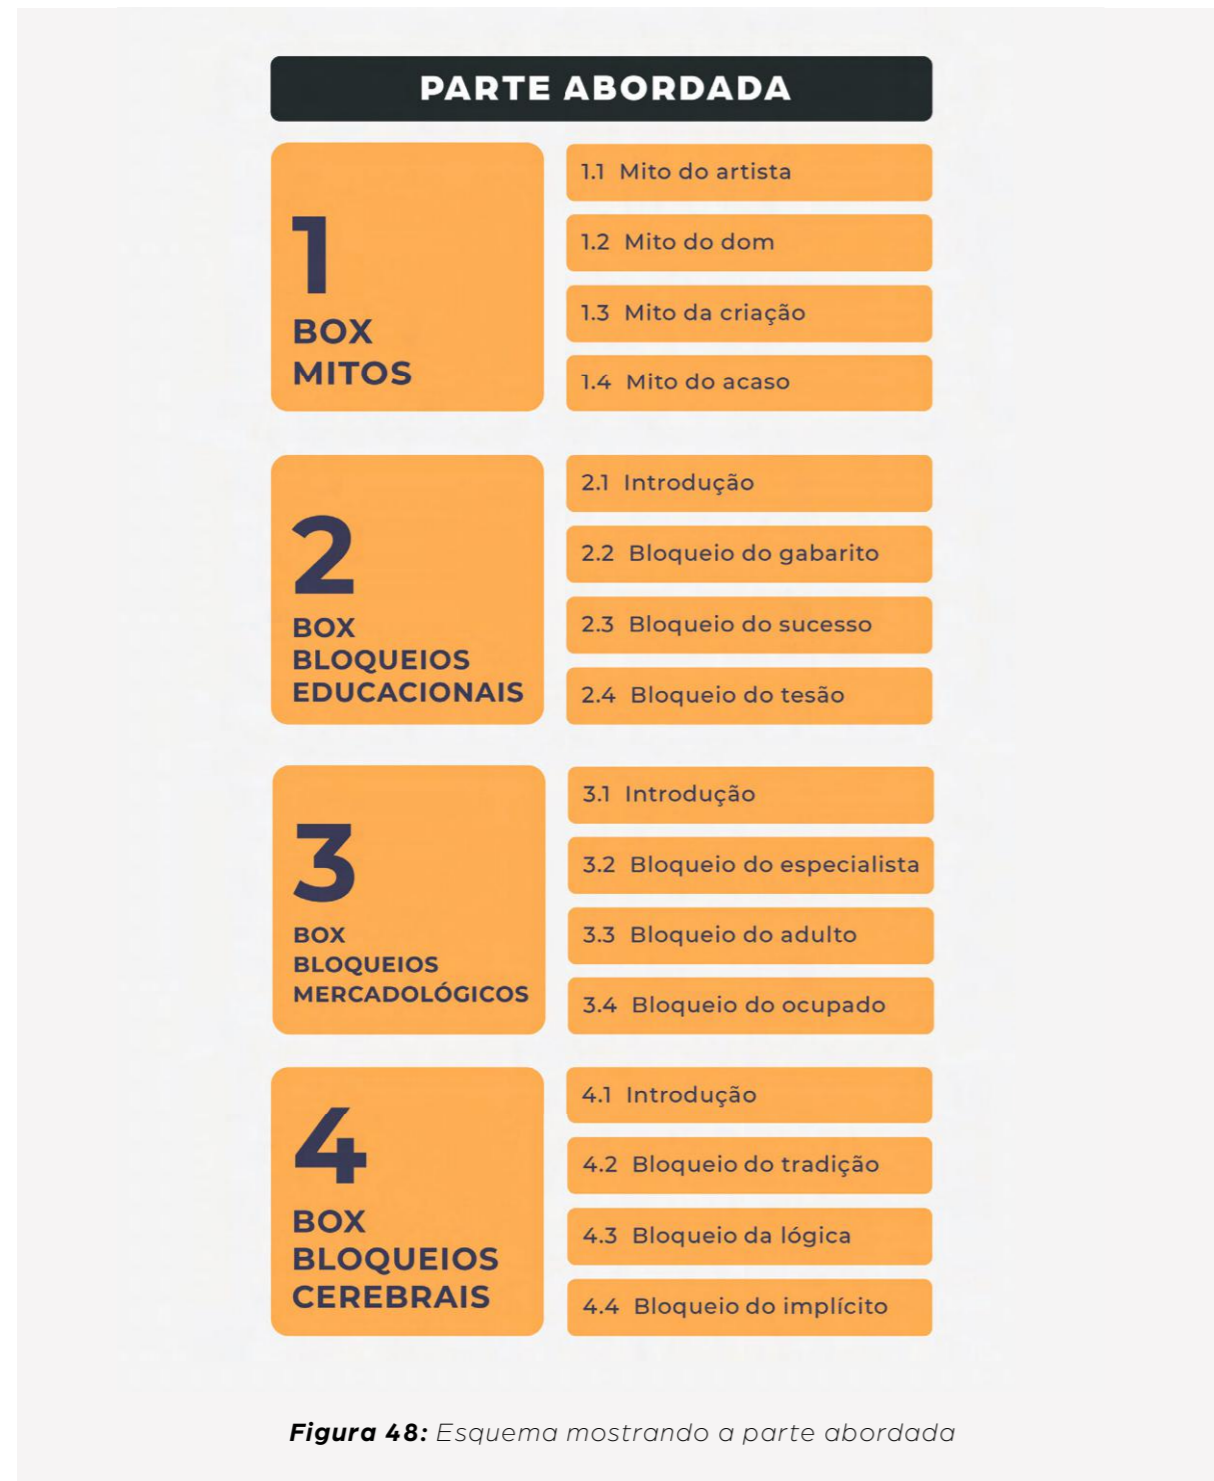 PARTE ABORDADA
1
BOX
MITOS
1.1 Mito do artista
1.2 Mito do dom
1.3 Mito da criação
1.4 Mito do acaso
2
BOX
BLOQUEIOS
EDUCACIONAIS
2.1 Introdução
2.2 Bloqueio do gabarito
2.3 Bloqueio do sucesso
2.4 Bloqueio do tesão
3
BOX
BLOQUEIOS
MERCADOLÓGICOS
3.1 Introdução
3.2 Bloqueio do especialista
3.3 Bloqueio do adulto
3.4 Bloqueio do ocupado
4
BOX
BLOQUEIOS
CEREBRAIS
4.1 Introdução
4.2 Bloqueio do tradição
4.3 Bloqueio da lógica
4.4 Bloqueio do implícito
Figura 48: Esquema mostrando a parte abordada